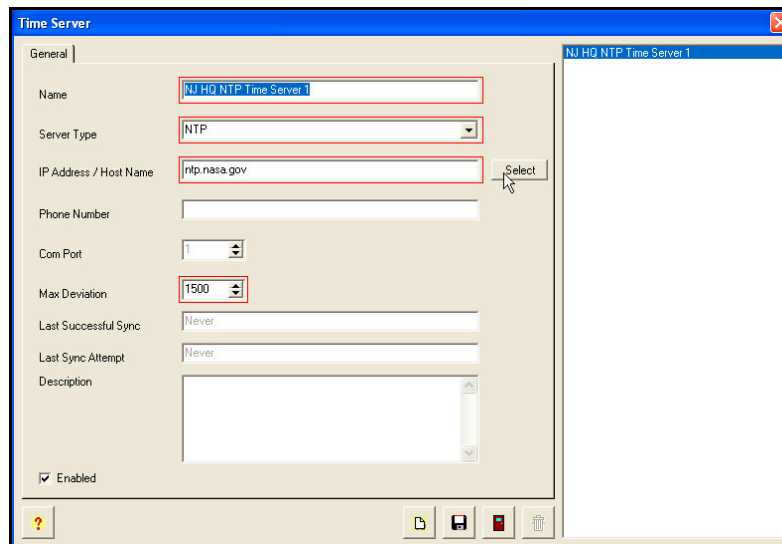 Time Server
General
Name
NJ HQ NTP Time Server 1
Server Type
NTP
IP Address / Host Name
ntp.nasa.gov
Select
Phone Number
Com Port
1
Max Deviation
1500
Last Successful Sync
Never
Last Sync Attempt
Never
Description
Enabled
?
NJ HQ NTP Time Server 1